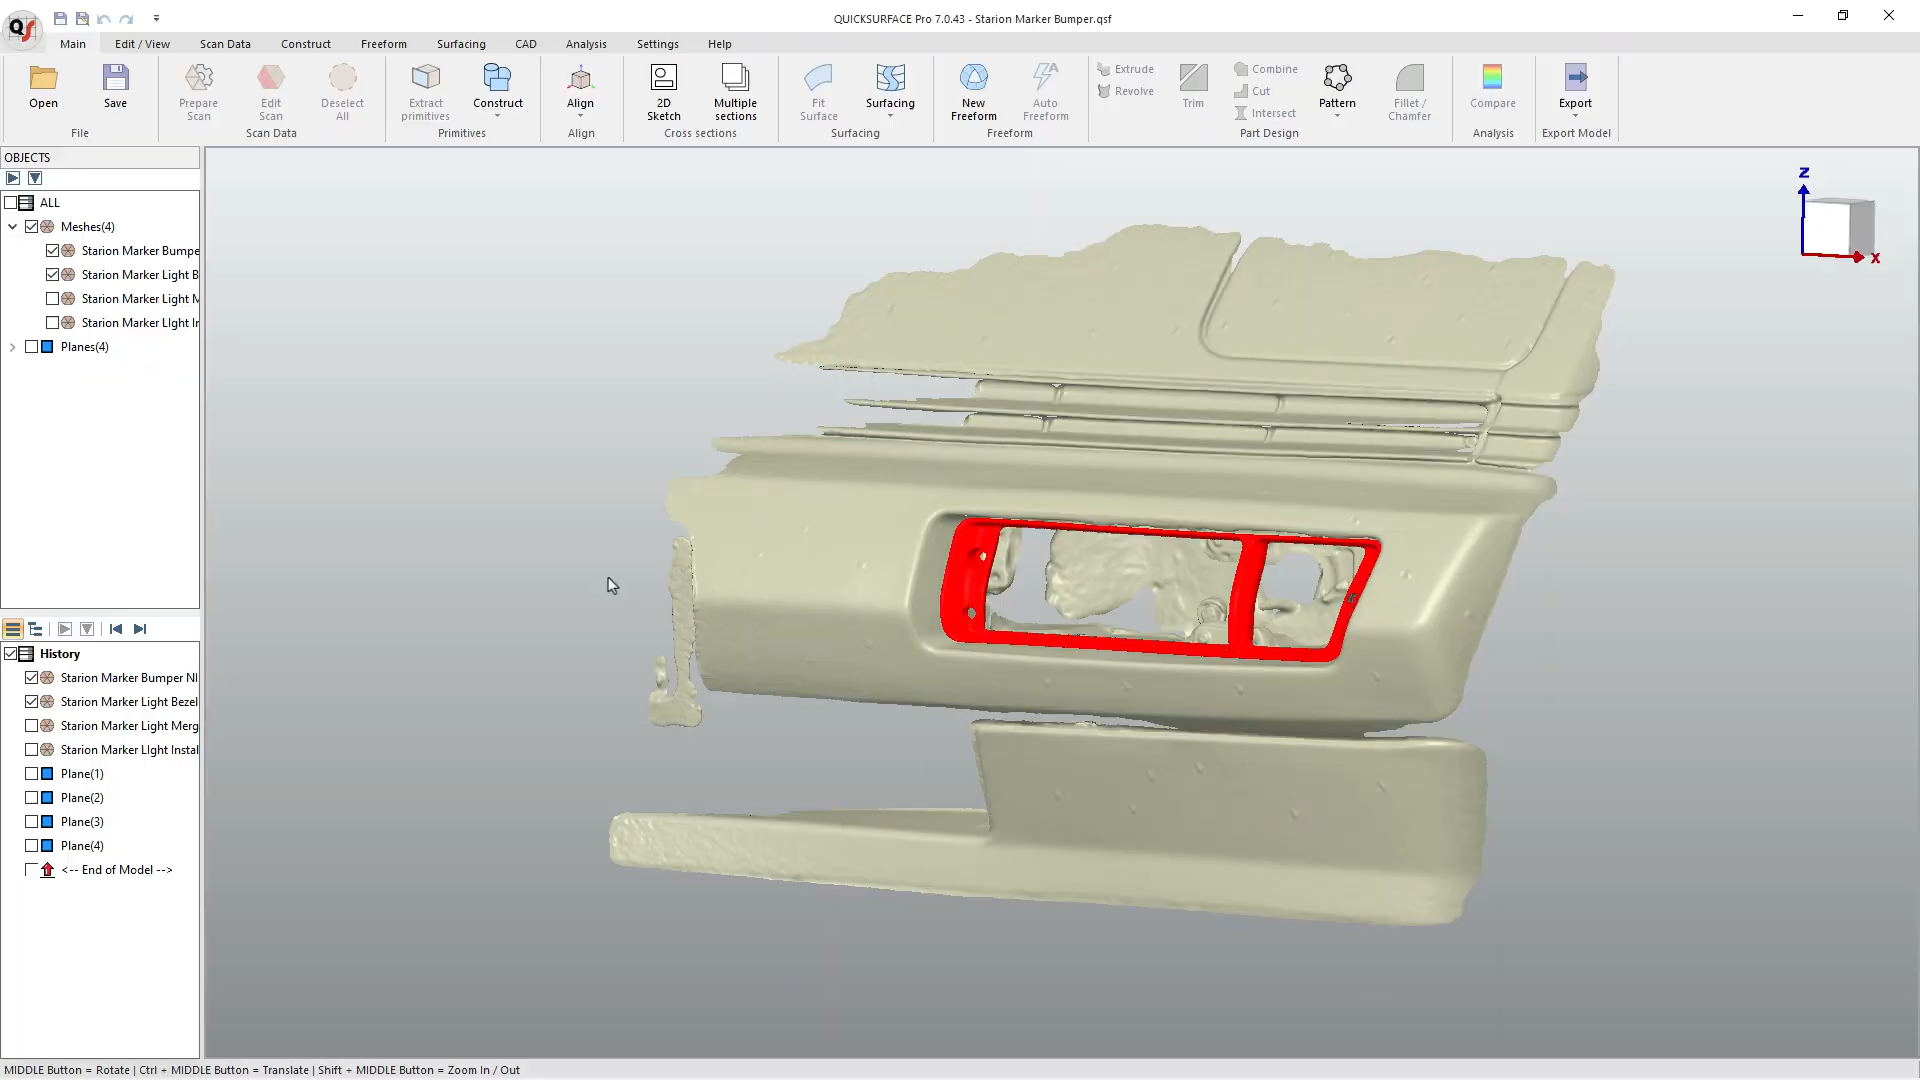 QUICKSURFACE Pro 7.0.43 - Starion Marker Bumper.qsf
QS
Main Edit / View Scan Data Construct Freeform Surfacing CAD Analysis Settings Help
Open
Save
File
Prepare Scan
Edit Scan
Deselect All
Scan Data
Extract primitives
Construct
Primitives
Align
Align
2D Sketch
Multiple sections
Cross sections
Fit Surface
Surfacing
Surfacing
New Freeform
Auto Freeform
Freeform
Extrude
Revolve
Trim
Combine
Cut
Intersect
Pattern
Fillet / Chamfer
Part Design
Compare
Analysis
Export
Export Model
OBJECTS
ALL
Meshes(4)
Starion Marker Bumpe
Starion Marker Light B
Starion Marker Light M
Starion Marker LIght Ir
Planes(4)
History
Starion Marker Bumper NI
Starion Marker Light Bezel
Starion Marker Light Merg
Starion Marker LIght Instal
Plane(1)
Plane(2)
Plane(3)
Plane(4)
<-- End of Model -->
Z
X
MIDDLE Button = Rotate | Ctrl + MIDDLE Button = Translate | Shift + MIDDLE Button = Zoom In / Out